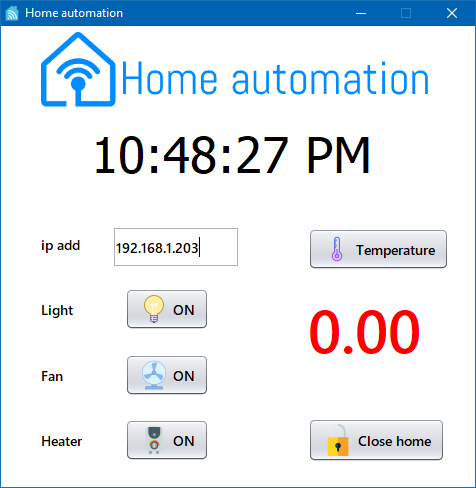 Home automation
Home automation
10:48:27 PM
ip add
192.168.1.203
Temperature
Light
ON
0.00
Fan
ON
Heater
ON
Close home